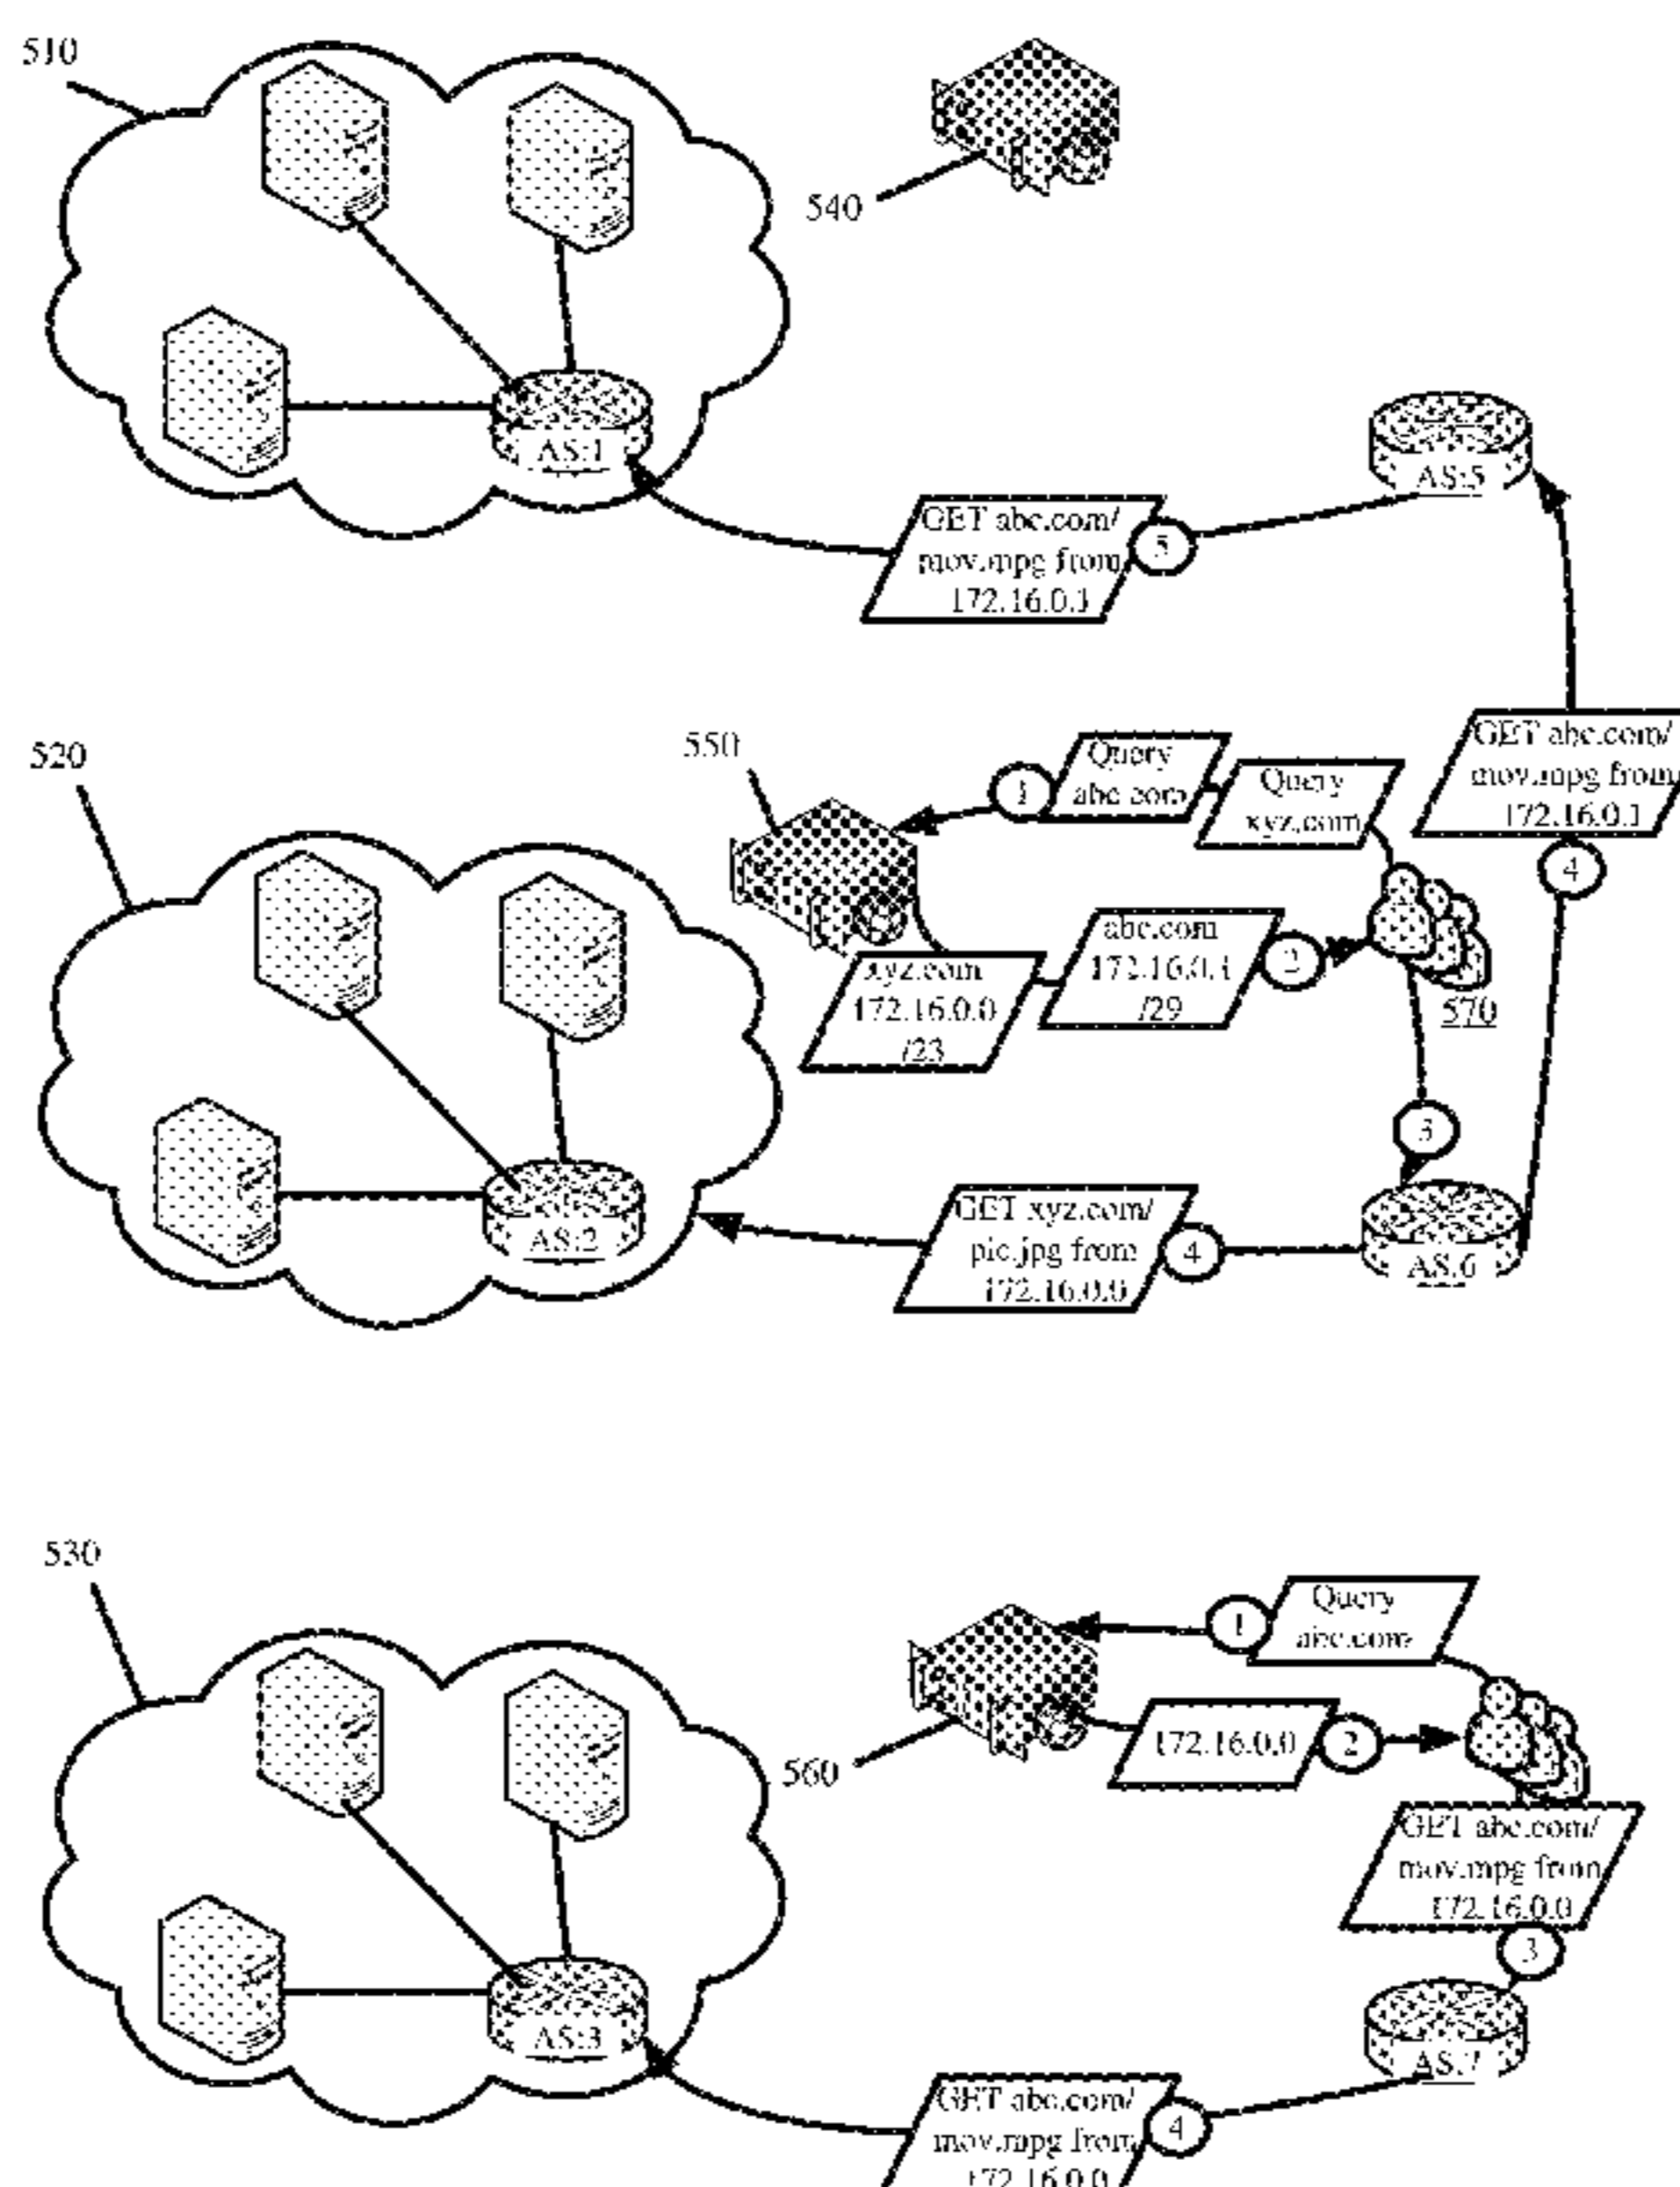 510
540
AS:1
AS:5
GET abc.com/
mov.mpg from
172.16.0.1
5
GET abc.com/
mov.mpg from
172.16.0.1
4
520
550
1
Query
abc.com
Query
xyz.com
xyz.com
172.16.0.0
/23
abc.com
172.16.0.1
/29
2
570
3
AS:2
GET xyz.com/
pic.jpg from
172.16.0.0
4
AS:6
530
560
1
Query
abc.com
172.16.0.0
2
GET abc.com/
mov.mpg from
172.16.0.0
3
AS:3
AS:7
GET abc.com/
mov.mpg from
172.16.0.0
4